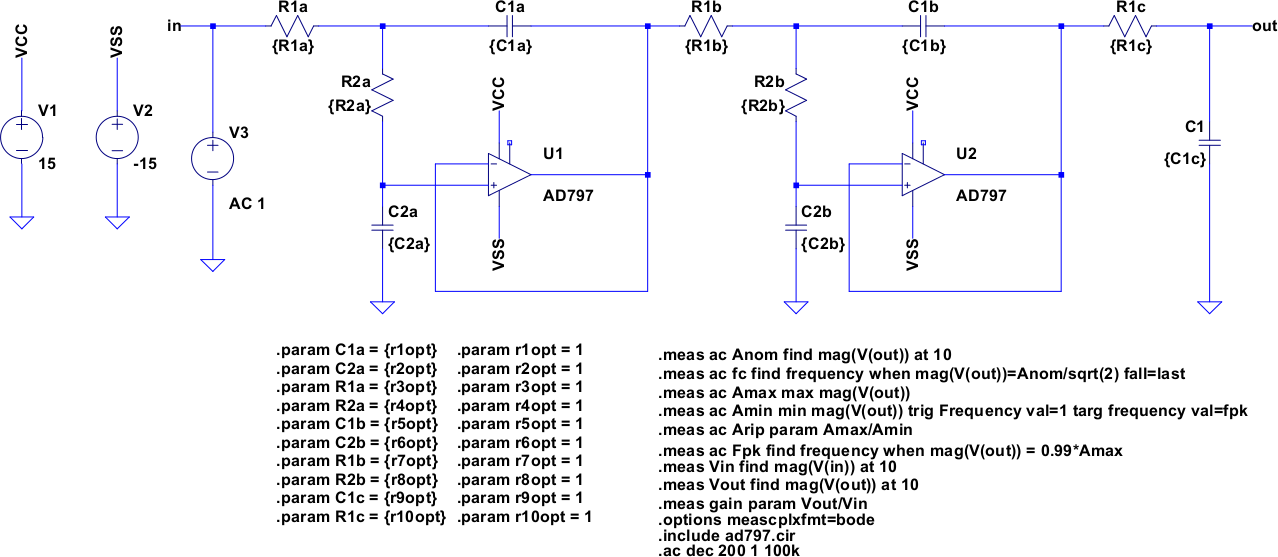 R1a
C1a
R1b
C1b
R1c
in
out
{R1a}
{C1a}
{R1b}
{C1b}
{R1c}
VCC
VSS
R2a
{R2a}
R2b
{R2b}
VCC
VCC
V1
15
V2
-15
V3
AC 1
U1
AD797
U2
AD797
C1
{C1c}
C2a
{C2a}
C2b
{C2b}
VSS
VSS
.param C1a = {r1opt} .param r1opt = 1
.param C2a = {r2opt} .param r2opt = 1
.param R1a = {r3opt} .param r3opt = 1
.param R2a = {r4opt} .param r4opt = 1
.param C1b = {r5opt} .param r5opt = 1
.param C2b = {r6opt} .param r6opt = 1
.param R1b = {r7opt} .param r7opt = 1
.param R2b = {r8opt} .param r8opt = 1
.param C1c = {r9opt} .param r9opt = 1
.param R1c = {r10opt} .param r10opt = 1
.meas ac Anom find mag(V(out)) at 10
.meas ac fc find frequency when mag(V(out))=Anom/sqrt(2) fall=last
.meas ac Amax max mag(V(out))
.meas ac Amin min mag(V(out)) trig Frequency val=1 targ frequency val=fpk
.meas ac Arip param Amax/Amin
.meas ac Fpk find frequency when mag(V(out)) = 0.99*Amax
.meas Vin find mag(V(in)) at 10
.meas Vout find mag(V(out)) at 10
.meas gain param Vout/Vin
.options meascplxfmt=bode
.include ad797.cir
.ac dec 200 1 100k